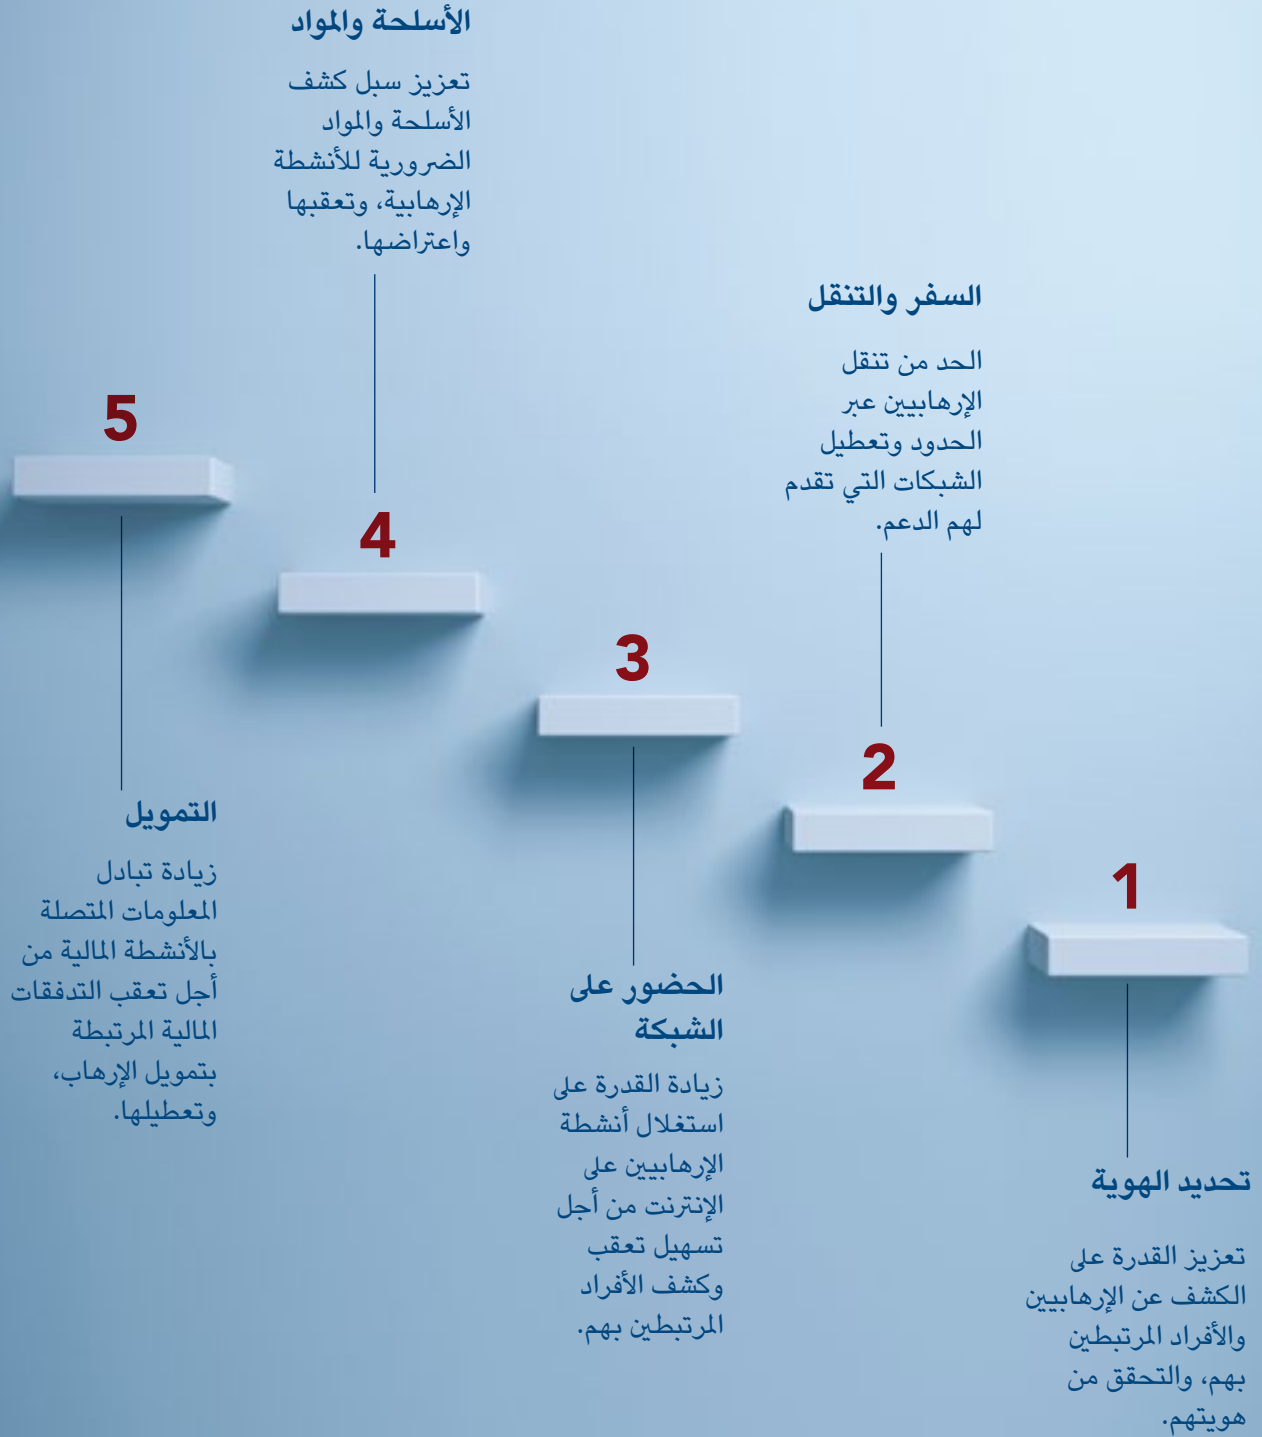 1
تحديد الهوية
تعزيز القدرة على
الكشف عن الإرهابيين
والأفراد المرتبطين
بهم، والتحقق من
هويتهم.
2
السفر والتنقل
الحد من تنقل
الإرهابيين عبر
الحدود وتعطيل
الشبكات التي تقدم
لهم الدعم.
3
الحضور على
الشبكة
زيادة القدرة على
استغلال أنشطة
الإرهابيين على
الإنترنت من أجل
تسهيل تعقب
وكشف الأفراد
المرتبطين بهم.
4
الأسلحة والمواد
تعزيز سبل كشف
الأسلحة والمواد
الضرورية للأنشطة
الإرهابية، وتعقبها
واعتراضها.
5
التمويل
زيادة تبادل
المعلومات المتصلة
بالأنشطة المالية من
أجل تعقب التدفقات
المالية المرتبطة
بتمويل الإرهاب،
وتعطيلها.